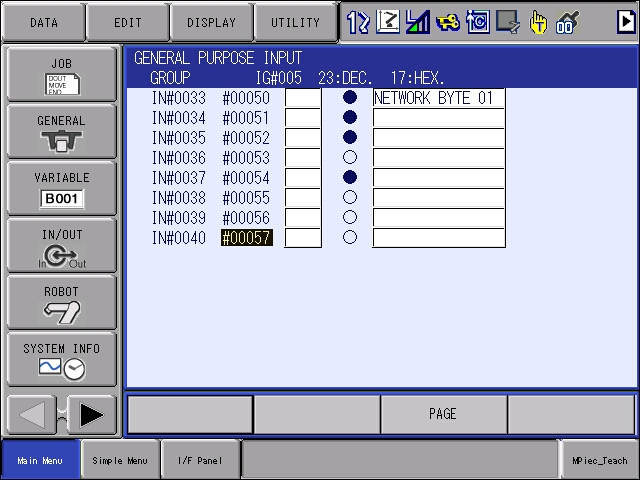 DATA EDIT DISPLAY UTILITY
JOB
DOUT
MOVE
END
GENERAL
VARIABLE
B001
IN/OUT
In Out
ROBOT
SYSTEM INFO
GENERAL PURPOSE INPUT
GROUP IG#005 23:DEC. 17:HEX.
IN#0033 #00050 NETWORK BYTE 01
IN#0034 #00051
IN#0035 #00052
IN#0036 #00053
IN#0037 #00054
IN#0038 #00055
IN#0039 #00056
IN#0040 #00057
PAGE
Main Menu Simple Menu I/F Panel MPiec_Teach